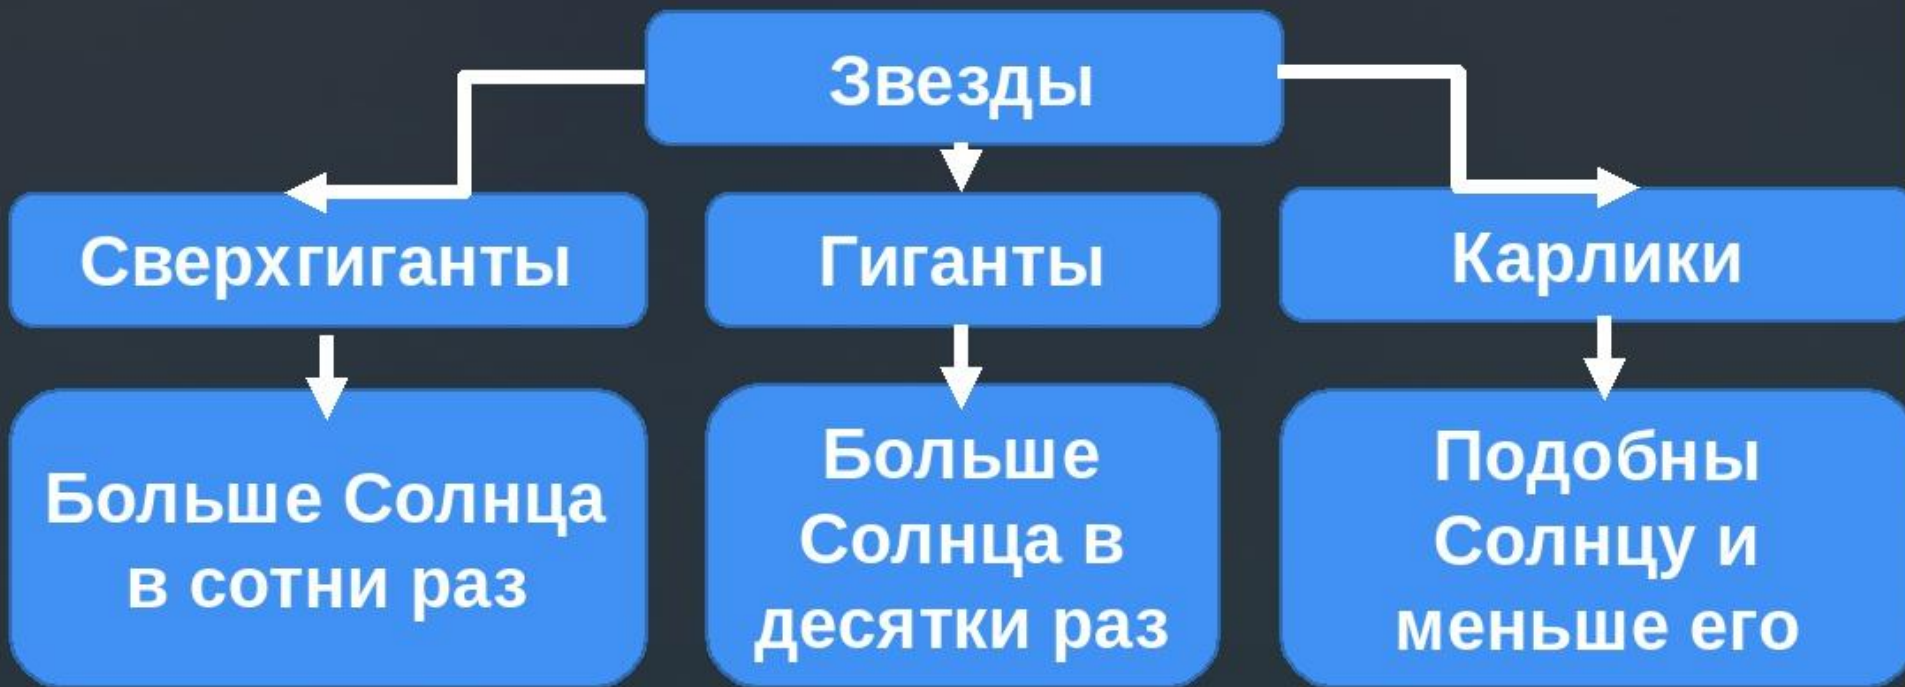 Звезды
Сверхгиганты
Гиганты
Карлики
Больше Солнца
в сотни раз
Больше
Солнца в
десятки раз
Подобны
Солнцу и
меньше его